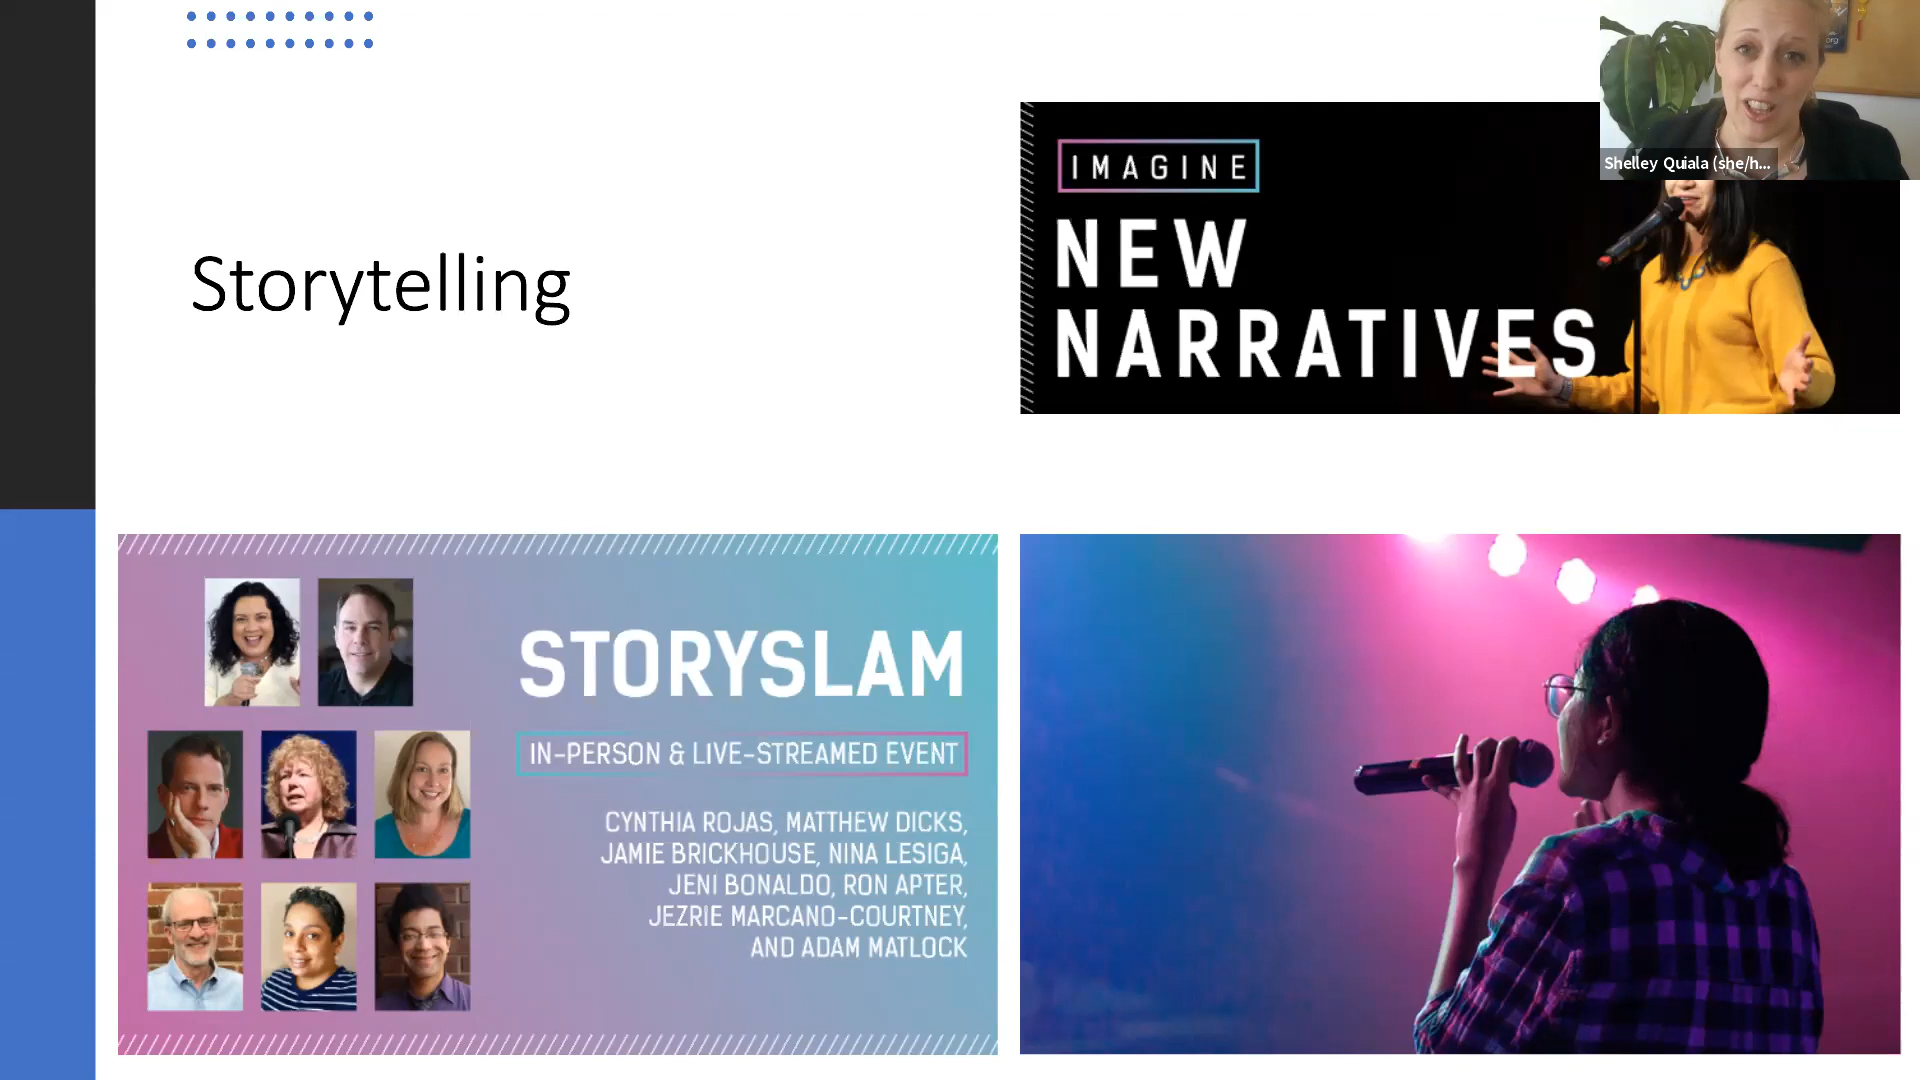 Storytelling
IMAGINE
NEW
NARRATIVES
org
Shelley Quiala (she/h...
STORYSLAM
IN-PERSON & LIVE-STREAMED EVENT
CYNTHIA ROJAS, MATTHEW DICKS,
JAMIE BRICKHOUSE, NINA LESIGA,
JENI BONALDO, RON APTER,
JEZRIE MARCANO-COURTNEY,
AND ADAM MATLOCK